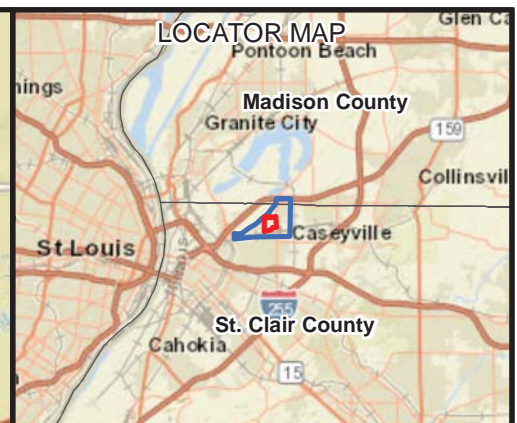 LOCATOR MAP
Glen Ca
Pontoon Beach
nings
Madison County
Granite City
159
Collinsvil
St Louis
Caseyville
255
St. Clair County
Cahokia
15